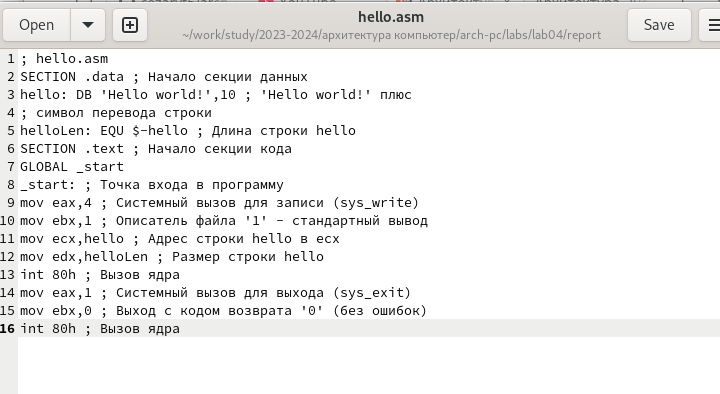 Open
hello.asm
~/work/study/2023-2024/архитектура компьютер/arch-pc/labs/lab04/report
Save
1 ; hello.asm
2 SECTION .data ; Начало секции данных
3 hello: DB 'Hello world!',10 ; 'Hello world!' плюс
4 ; символ перевода строки
5 helloLen: EQU $-hello ; Длина строки hello
6 SECTION .text ; Начало секции кода
7 GLOBAL _start
8 _start: ; Точка входа в программу
9 mov eax,4 ; Системный вызов для записи (sys_write)
10 mov ebx,1 ; Описатель файла '1' - стандартный вывод
11 mov ecx,hello ; Адрес строки hello в ecx
12 mov edx,helloLen ; Размер строки hello
13 int 80h ; Вызов ядра
14 mov eax,1 ; Системный вызов для выхода (sys_exit)
15 mov ebx,0 ; Выход с кодом возврата '0' (без ошибок)
16 int 80h ; Вызов ядра